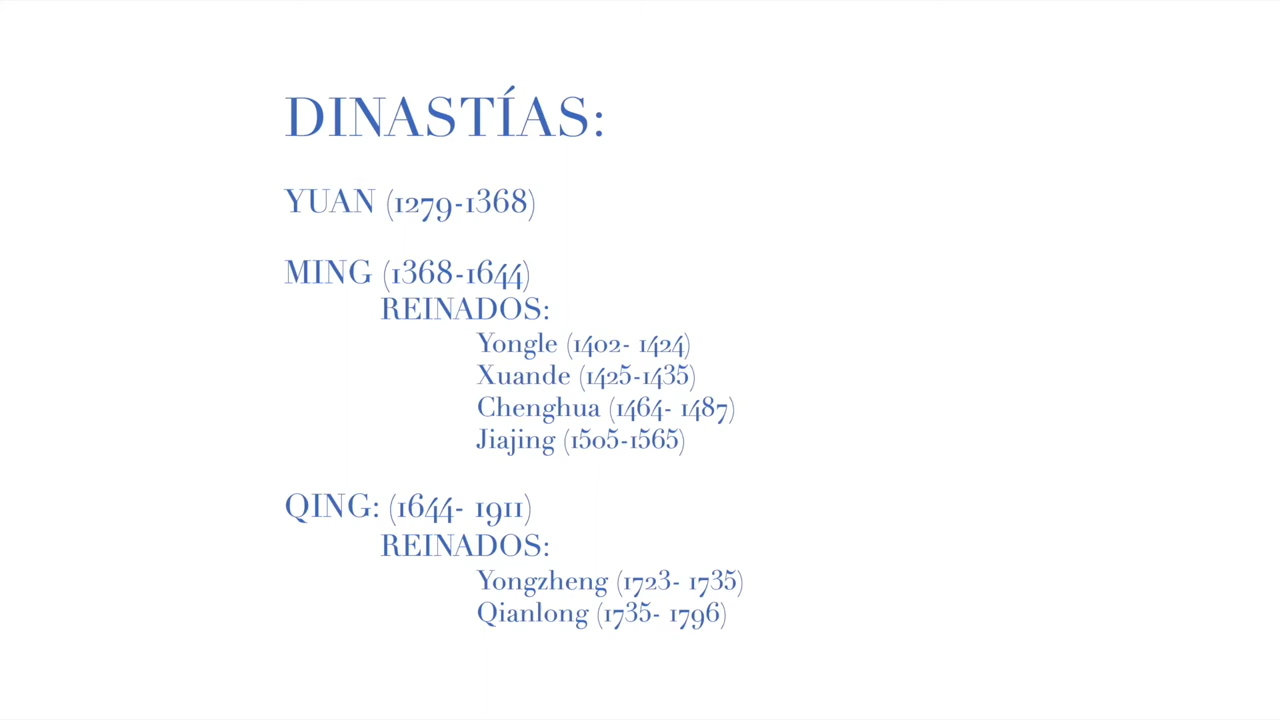 DINASTÍAS:
YUAN (1279-1368)
MING (1368-1644)
REINADOS:
Yongle (1402- 1424)
Xuande (1425-1435)
Chenghua (1464- 1487)
Jiajing (1505-1565)
QING: (1644- 1911)
REINADOS:
Yongzheng (1723- 1735)
Qianlong (1735- 1796)